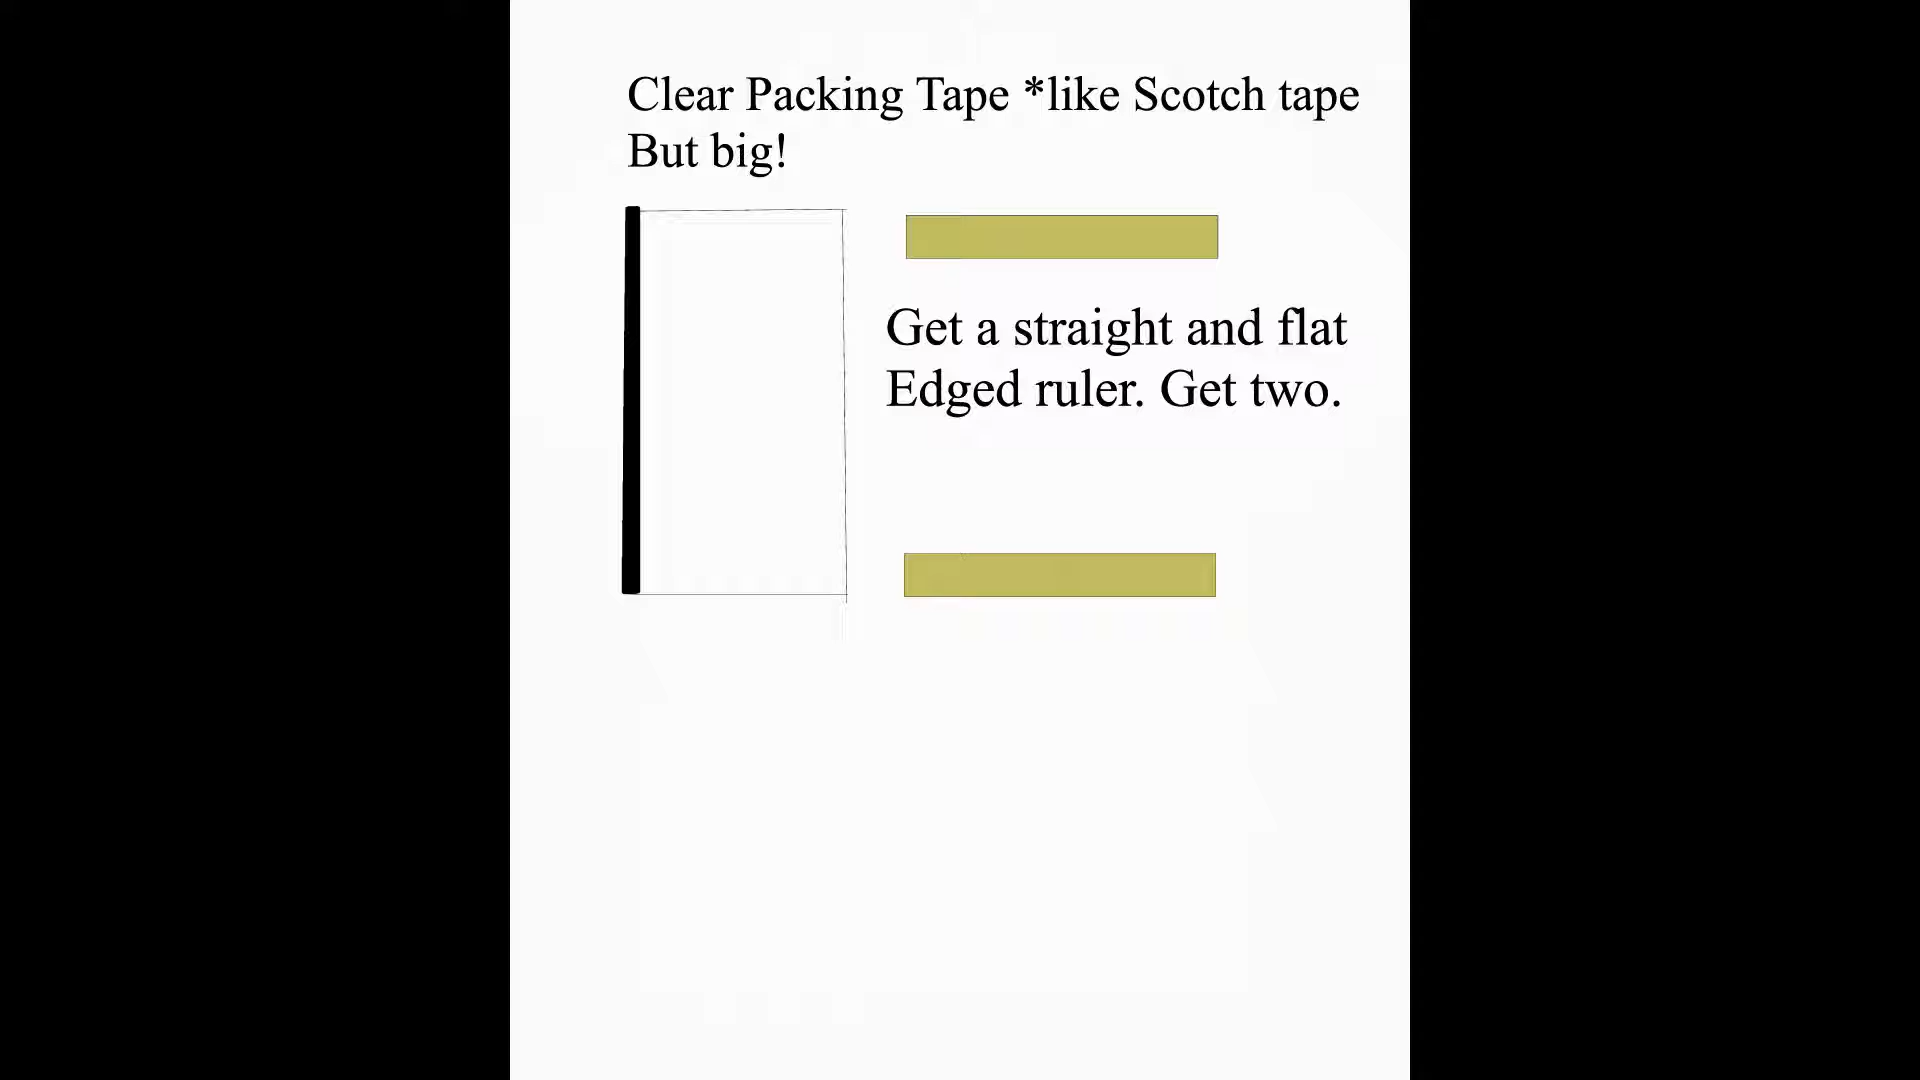 Clear Packing Tape *like Scotch tape
But big!
Get a straight and flat
Edged ruler. Get two.